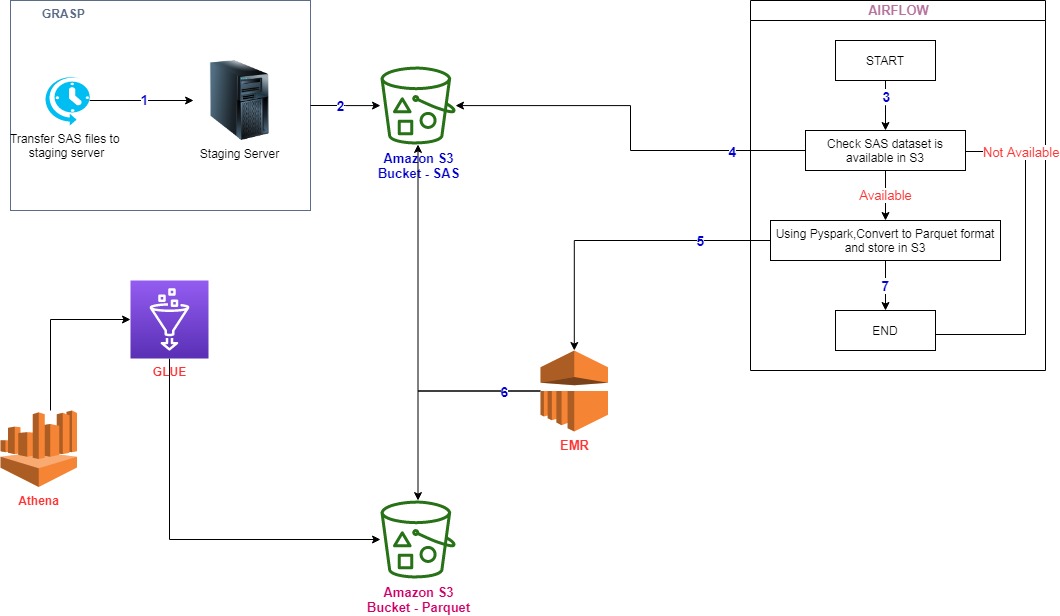 GRASP
1
Transfer SAS files to
staging server
Staging Server
2
Amazon S3
Bucket - SAS
AIRFLOW
START
3
Check SAS dataset is
available in S3
4
Not Available
Available
Using Pyspark,Convert to Parquet format
and store in S3
5
7
END
GLUE
6
EMR
Athena
Amazon S3
Bucket - Parquet